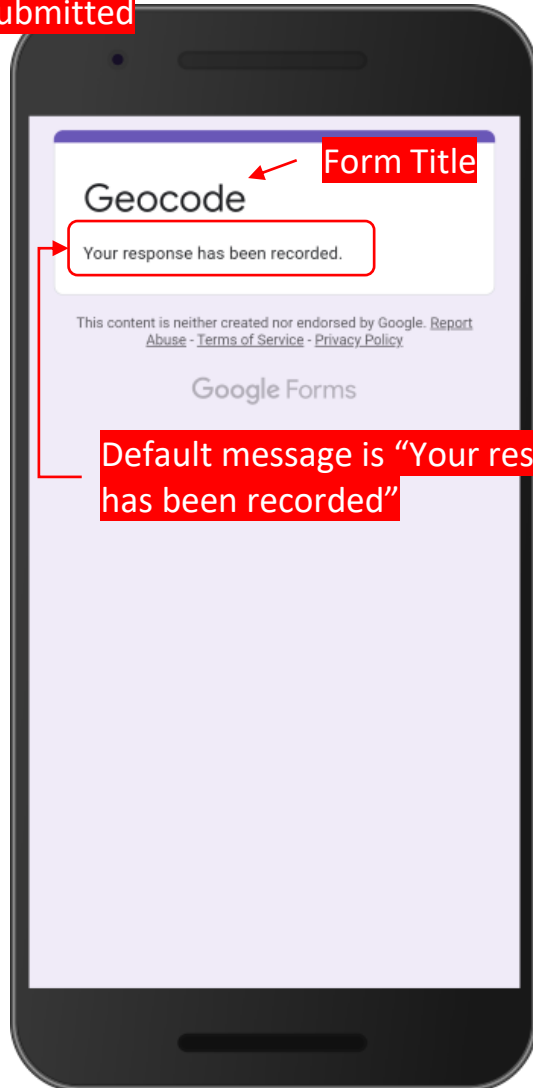 ubmitted
Form Title
Geocode
Your response has been recorded.
This content is neither created nor endorsed by Google. Report
Abuse - Terms of Service - Privacy Policy
Google Forms
Default message is “Your res
has been recorded”